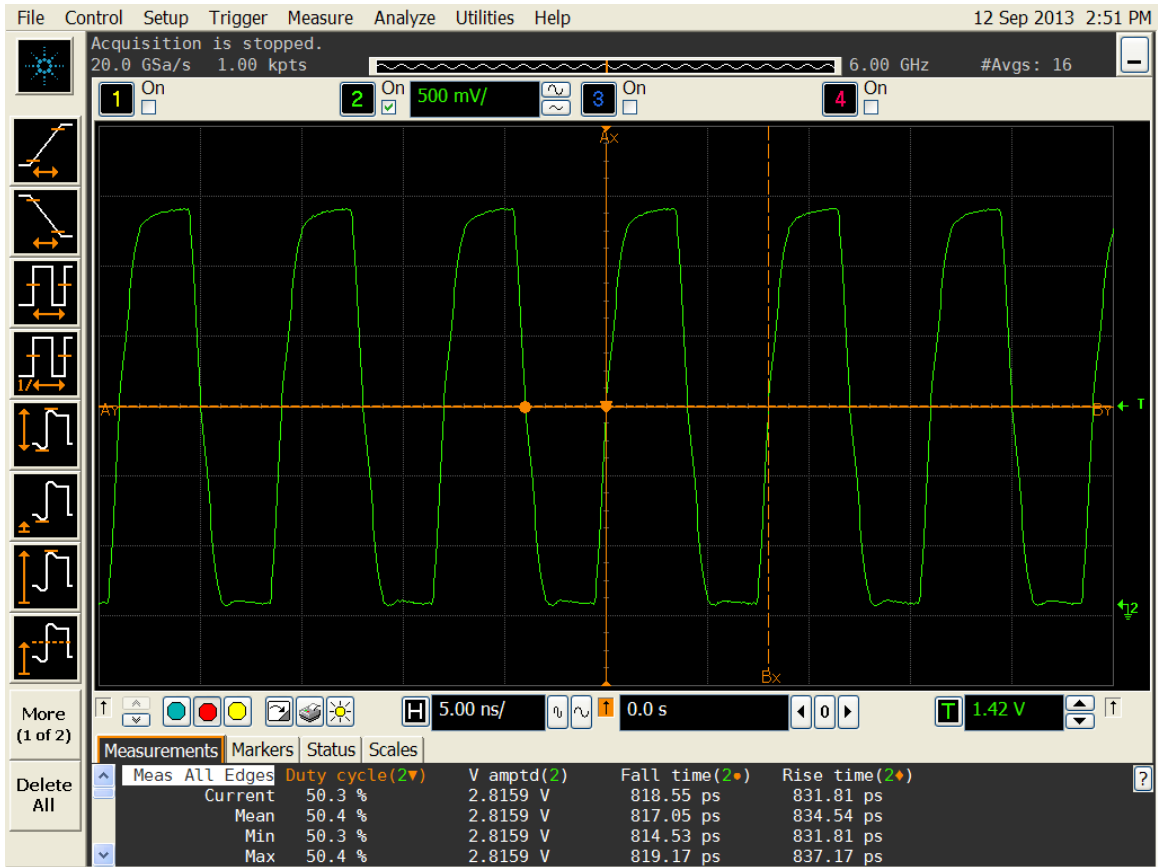 File Control Setup Trigger Measure Analyze Utilities Help 12 Sep 2013 2:51 PM
Acquisition is stopped.
20.0 GSa/s 1.00 kpts 6.00 GHz #Avgs: 16
1 On 2 On 500 mV/ 3 On 4 On
Ax
1/
AY BY T
2
Bx
More
(1 of 2)
H 5.00 ns/ 0.0 s 0 T 1.42 V
Measurements Markers Status Scales
Delete
All
Meas All Edges Duty cycle(2▼) V amptd(2) Fall time(2●) Rise time(2♦) ?
Current 50.3 % 2.8159 V 818.55 ps 831.81 ps
Mean 50.4 % 2.8159 V 817.05 ps 834.54 ps
Min 50.3 % 2.8159 V 814.53 ps 831.81 ps
Max 50.4 % 2.8159 V 819.17 ps 837.17 ps